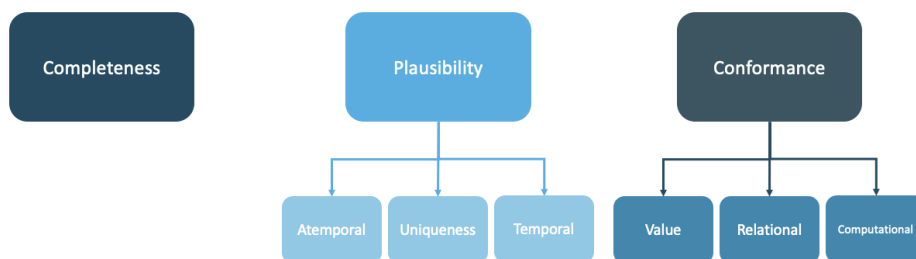 Completeness
Plausibility
Conformance
Atemporal
Uniqueness
Temporal
Value
Relational
Computational